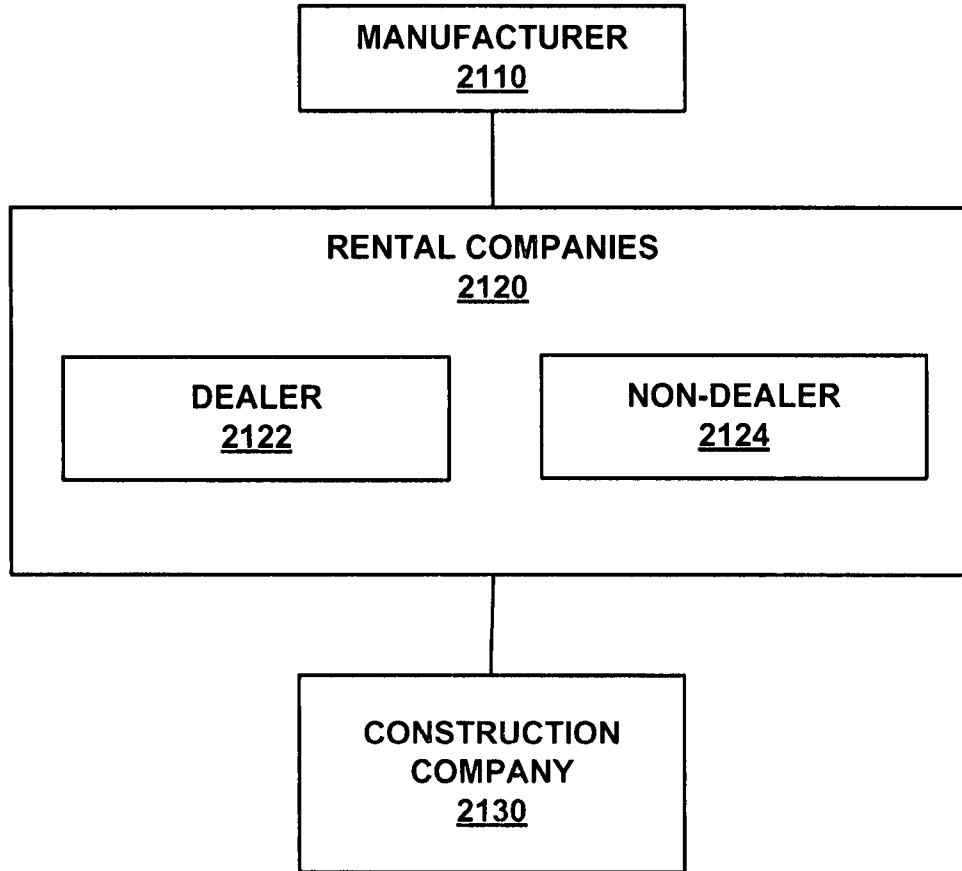 MANUFACTURER
2110
RENTAL COMPANIES
2120
DEALER
2122
NON-DEALER
2124
CONSTRUCTION
COMPANY
2130